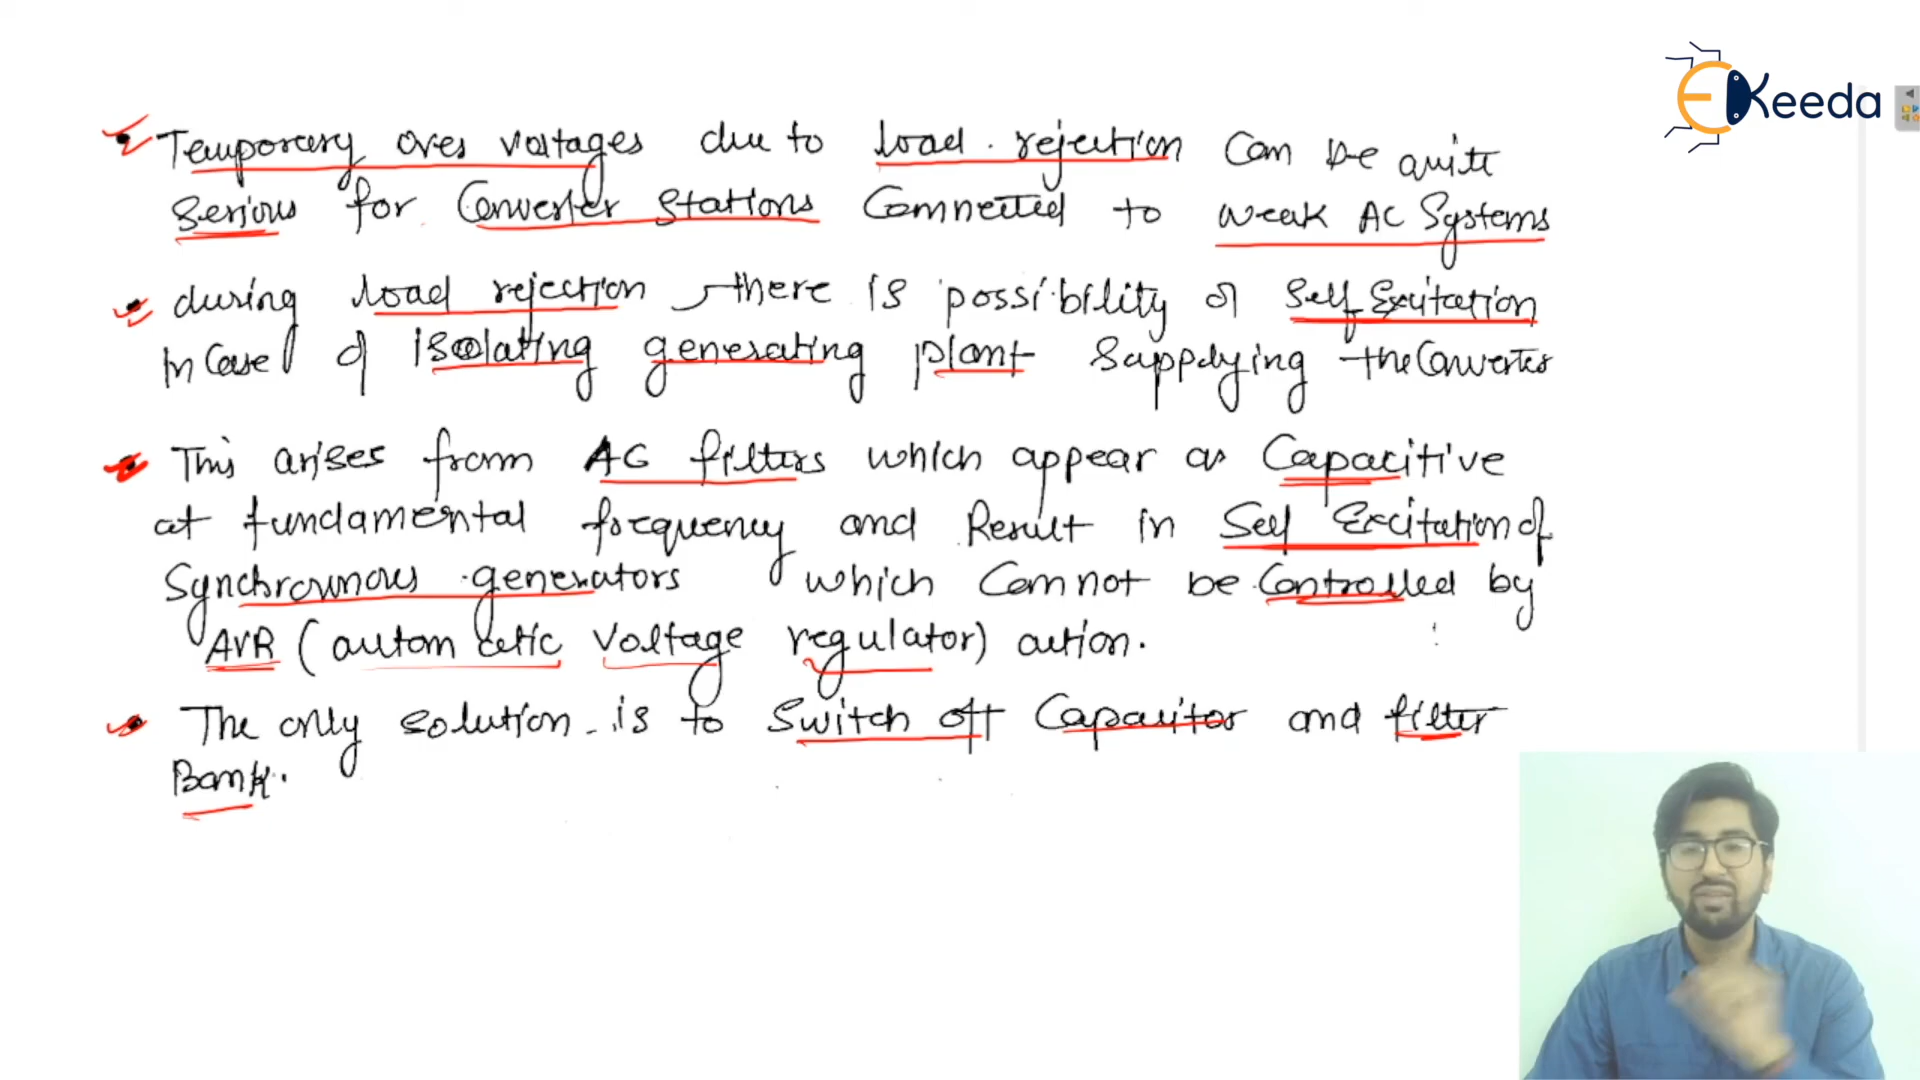 EKeeda
Temporary over voltages due to load rejection can be quite
serious for Converter Stations Connected to weak AC Systems
during load rejection there is possibility of Self Excitation
in Case of isolating generating plant Supplying the Converter
This arises from AC filters which appear as Capacitive
at fundamental frequency and Result in Self Excitation of
Synchronous generators which Cannot be Controlled by
AVR (automatic voltage regulator) action.
The only solution is to Switch off Capacitor and filter
Bank.